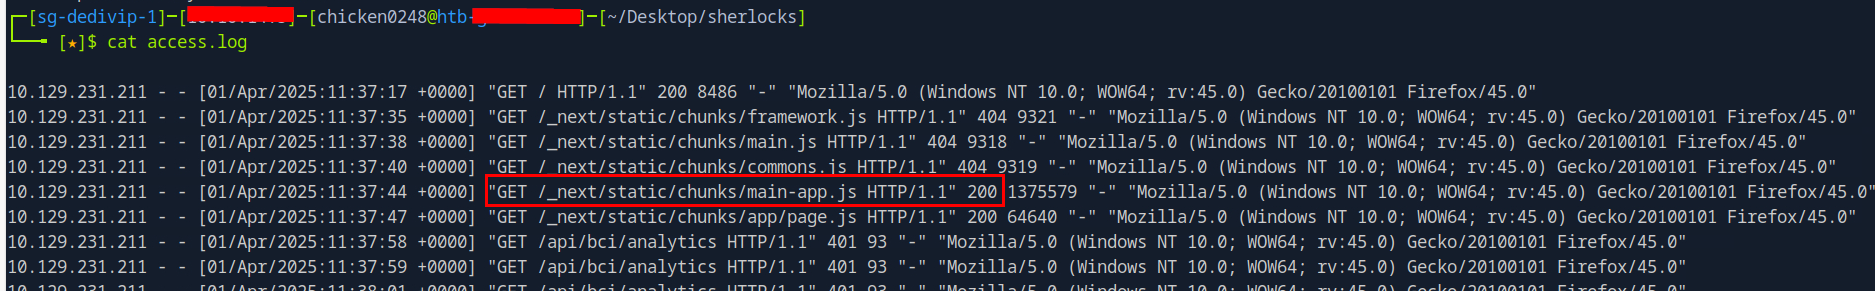 [sg-dedivip-1]-[]-[chicken0248@htb-]-[~/Desktop/sherlocks]
[★]$ cat access.log
10.129.231.211 - - [01/Apr/2025:11:37:17 +0000] "GET / HTTP/1.1" 200 8486 "-" "Mozilla/5.0 (Windows NT 10.0; WOW64; rv:45.0) Gecko/20100101 Firefox/45.0"
10.129.231.211 - - [01/Apr/2025:11:37:35 +0000] "GET /_next/static/chunks/framework.js HTTP/1.1" 404 9321 "-" "Mozilla/5.0 (Windows NT 10.0; WOW64; rv:45.0) Gecko/20100101 Firefox/45.0"
10.129.231.211 - - [01/Apr/2025:11:37:38 +0000] "GET /_next/static/chunks/main.js HTTP/1.1" 404 9318 "-" "Mozilla/5.0 (Windows NT 10.0; WOW64; rv:45.0) Gecko/20100101 Firefox/45.0"
10.129.231.211 - - [01/Apr/2025:11:37:40 +0000] "GET /_next/static/chunks/commons.js HTTP/1.1" 404 9319 "-" "Mozilla/5.0 (Windows NT 10.0; WOW64; rv:45.0) Gecko/20100101 Firefox/45.0"
10.129.231.211 - - [01/Apr/2025:11:37:44 +0000] "GET /_next/static/chunks/main-app.js HTTP/1.1" 200 1375579 "-" "Mozilla/5.0 (Windows NT 10.0; WOW64; rv:45.0) Gecko/20100101 Firefox/45.0"
10.129.231.211 - - [01/Apr/2025:11:37:47 +0000] "GET /_next/static/chunks/app/page.js HTTP/1.1" 200 64640 "-" "Mozilla/5.0 (Windows NT 10.0; WOW64; rv:45.0) Gecko/20100101 Firefox/45.0"
10.129.231.211 - - [01/Apr/2025:11:37:58 +0000] "GET /api/bci/analytics HTTP/1.1" 401 93 "-" "Mozilla/5.0 (Windows NT 10.0; WOW64; rv:45.0) Gecko/20100101 Firefox/45.0"
10.129.231.211 - - [01/Apr/2025:11:37:59 +0000] "GET /api/bci/analytics HTTP/1.1" 401 93 "-" "Mozilla/5.0 (Windows NT 10.0; WOW64; rv:45.0) Gecko/20100101 Firefox/45.0"
10.129.231.211 - - [01/Apr/2025:11:38:01 +0000] "GET /api/bci/analytics HTTP/1.1" 401 93 "-" "Mozilla/5.0 (Windows NT 10.0; WOW64; rv:45.0) Gecko/20100101 Firefox/45.0"